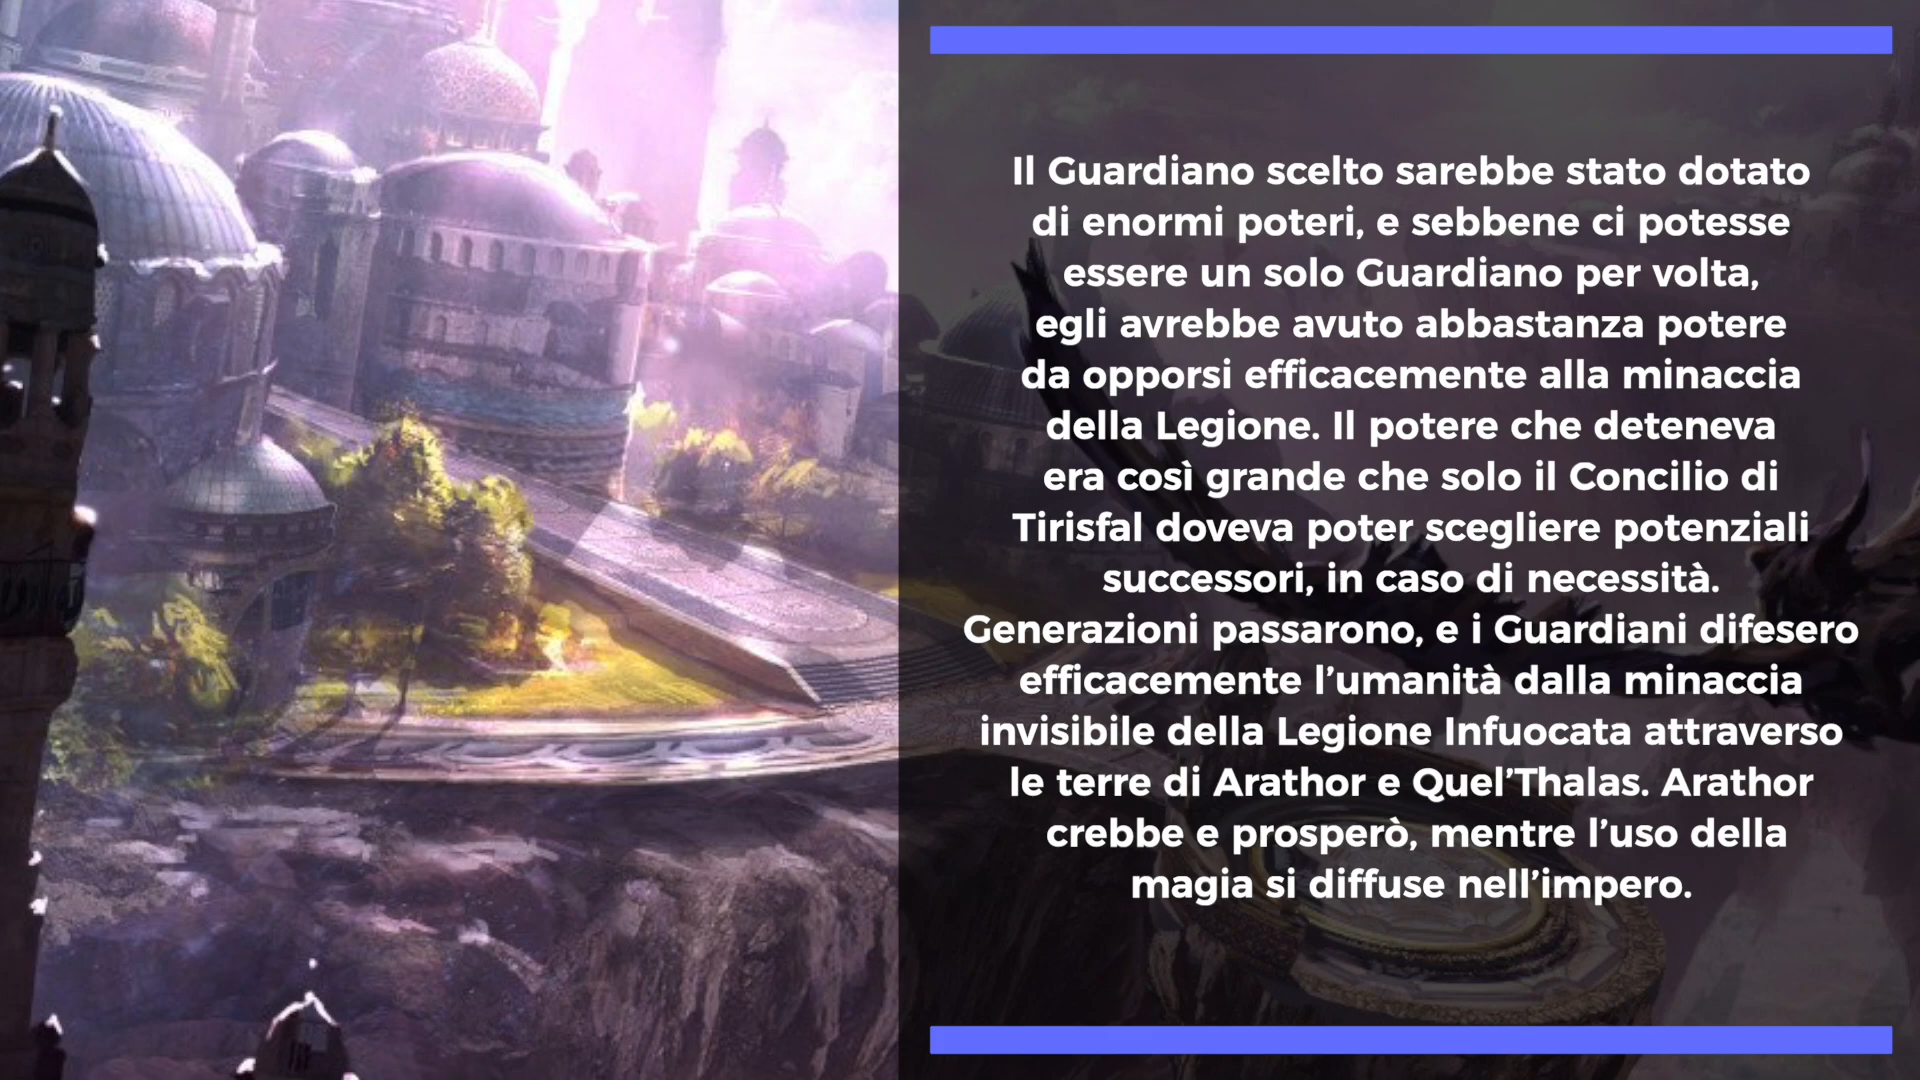 Il Guardiano scelto sarebbe stato dotato
di enormi poteri, e sebbene ci potesse
essere un solo Guardiano per volta,
egli avrebbe avuto abbastanza potere
da opporsi efficacemente alla minaccia
della Legione. Il potere che deteneva
era così grande che solo il Concilio di
Tirisfal doveva poter scegliere potenziali
successori, in caso di necessità.
Generazioni passarono, e i Guardiani difesero
efficacemente l’umanità dalla minaccia
invisibile della Legione Infuocata attraverso
le terre di Arathor e Quel’Thalas. Arathor
crebbe e prosperò, mentre l’uso della
magia si diffuse nell’impero.